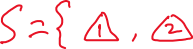 S={ △1 , △2